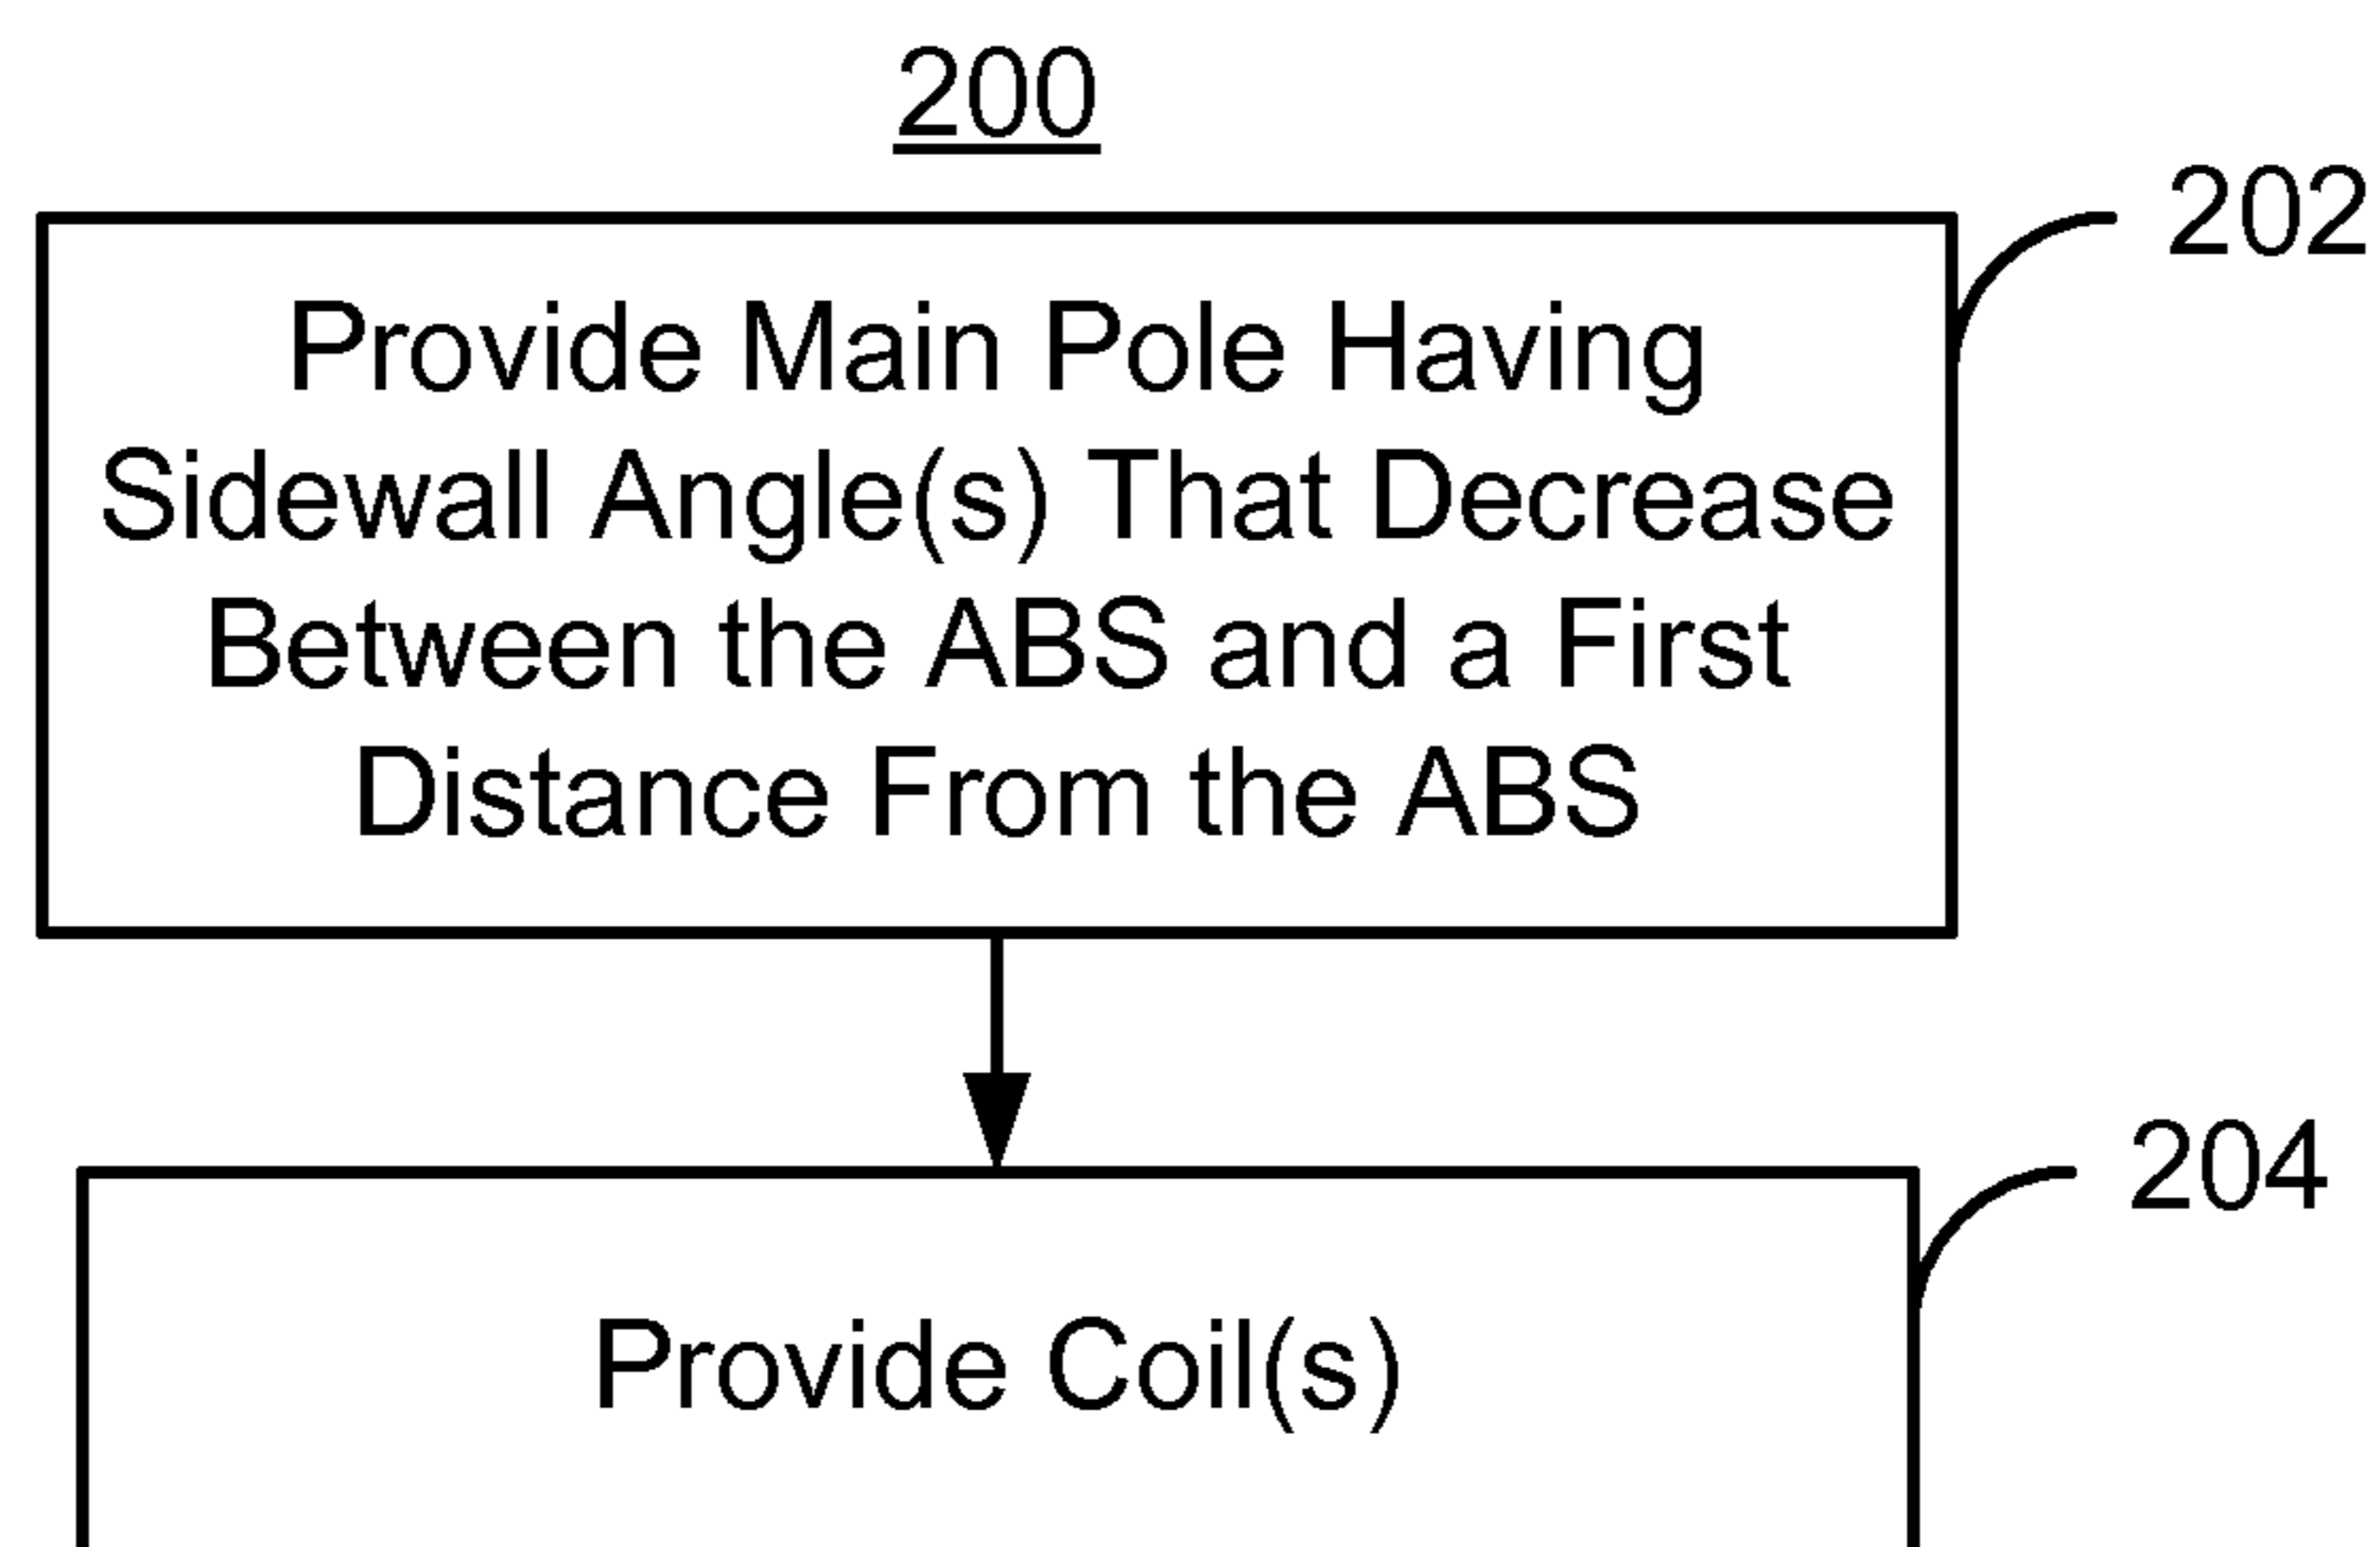 200
202
Provide Main Pole Having
Sidewall Angle(s) That Decrease
Between the ABS and a First
Distance From the ABS
204
Provide Coil(s)